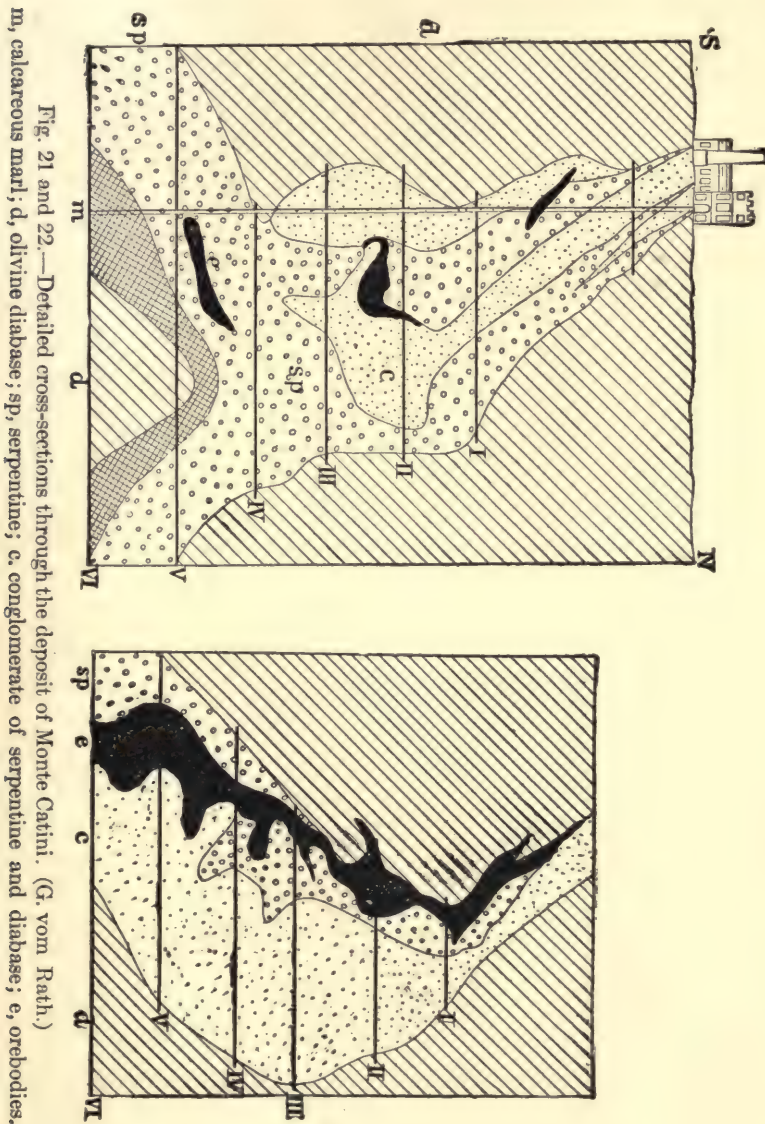 S
N
d
I
II
III
IV
V
VI
c
sp
e
sp
m
d
I
II
III
IV
V
VI
sp
e
c
d
Fig. 21 and 22.—Detailed cross-sections through the deposit of Monte Catini. (G. vom Rath.)
m, calcareous marl; d, olivine diabase; sp, serpentine; c. conglomerate of serpentine and diabase; e, orebodies.